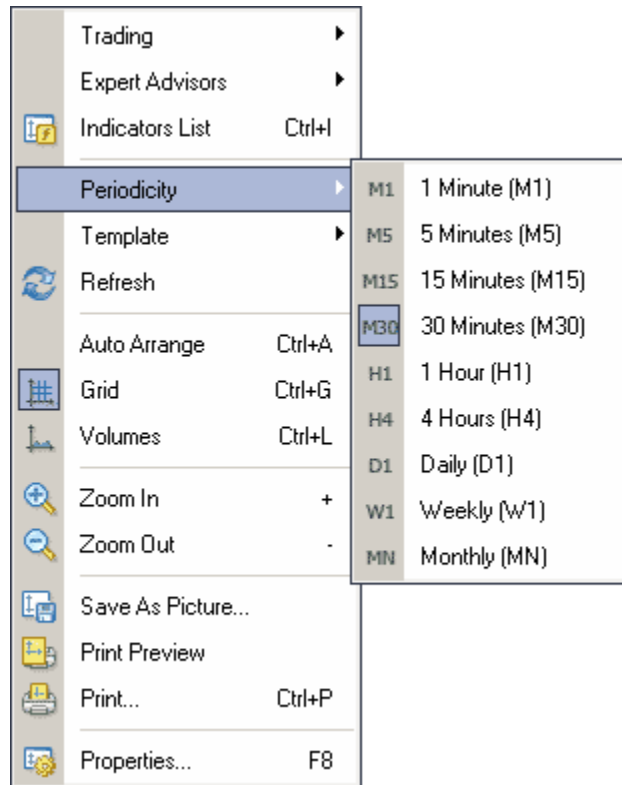 Trading
Expert Advisors
Indicators List Ctrl+I
Periodicity
Template
Refresh
Auto Arrange Ctrl+A
Grid Ctrl+G
Volumes Ctrl+L
Zoom In +
Zoom Out -
Save As Picture...
Print Preview
Print... Ctrl+P
Properties... F8
M1 1 Minute (M1)
M5 5 Minutes (M5)
M15 15 Minutes (M15)
M30 30 Minutes (M30)
H1 1 Hour (H1)
H4 4 Hours (H4)
D1 Daily (D1)
W1 Weekly (W1)
MN Monthly (MN)